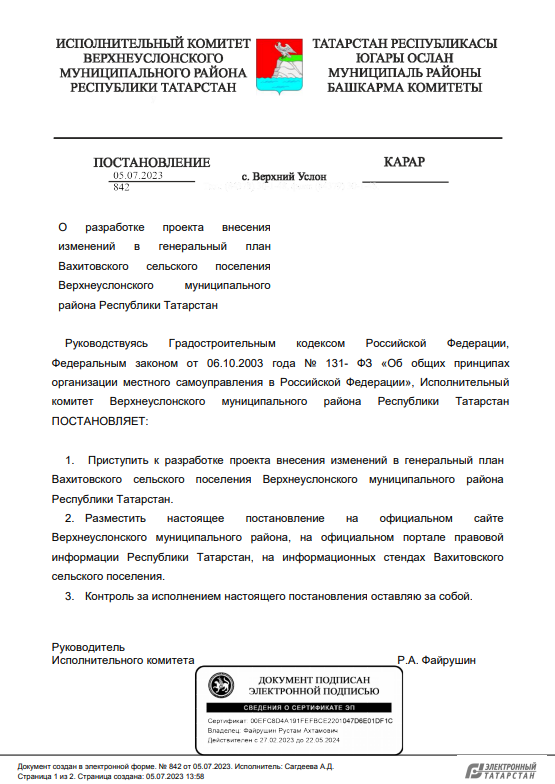 ИСПОЛНИТЕЛЬНЫЙ КОМИТЕТ
ВЕРХНЕУСЛОНСКОГО
МУНИЦИПАЛЬНОГО РАЙОНА
РЕСПУБЛИКИ ТАТАРСТАН
ТАТАРСТАН РЕСПУБЛИКАСЫ
ЮГАРЫ ОСЛАН
МУНИЦИПАЛЬ РАЙОНЫ
БАШКАРМА КОМИТЕТЫ
ПОСТАНОВЛЕНИЕ
КАРАР
05.07.2023
с. Верхний Услон
842
О разработке проекта внесения
изменений в генеральный план
Вахитовского сельского поселения
Верхнеуслонского муниципального
района Республики Татарстан
Руководствуясь Градостроительным кодексом Российской Федерации,
Федеральным законом от 06.10.2003 года № 131- ФЗ «Об общих принципах
организации местного самоуправления в Российской Федерации», Исполнительный
комитет Верхнеуслонского муниципального района Республики Татарстан
ПОСТАНОВЛЯЕТ:
1. Приступить к разработке проекта внесения изменений в генеральный план
Вахитовского сельского поселения Верхнеуслонского муниципального района
Республики Татарстан.
2. Разместить настоящее постановление на официальном сайте
Верхнеуслонского муниципального района, на официальном портале правовой
информации Республики Татарстан, на информационных стендах Вахитовского
сельского поселения.
3. Контроль за исполнением настоящего постановления оставляю за собой.
Руководитель
Исполнительного комитета
Р.А. Файрушин
ДОКУМЕНТ ПОДПИСАН
ЭЛЕКТРОННОЙ ПОДПИСЬЮ
СВЕДЕНИЯ О СЕРТИФИКАТЕ ЭП
Сертификат: 00EFC8D4A191FEFBCE2201047D6E01DF1C
Владелец: Файрушин Рустам Ахтамович
Действителен с 27.02.2023 до 22.05.2024
Документ создан в электронной форме. № 842 от 05.07.2023. Исполнитель: Сагдеева А.Д.
Страница 1 из 2. Страница создана: 05.07.2023 13:58
ЭЛЕКТРОННЫЙ
ТАТАРСТАН